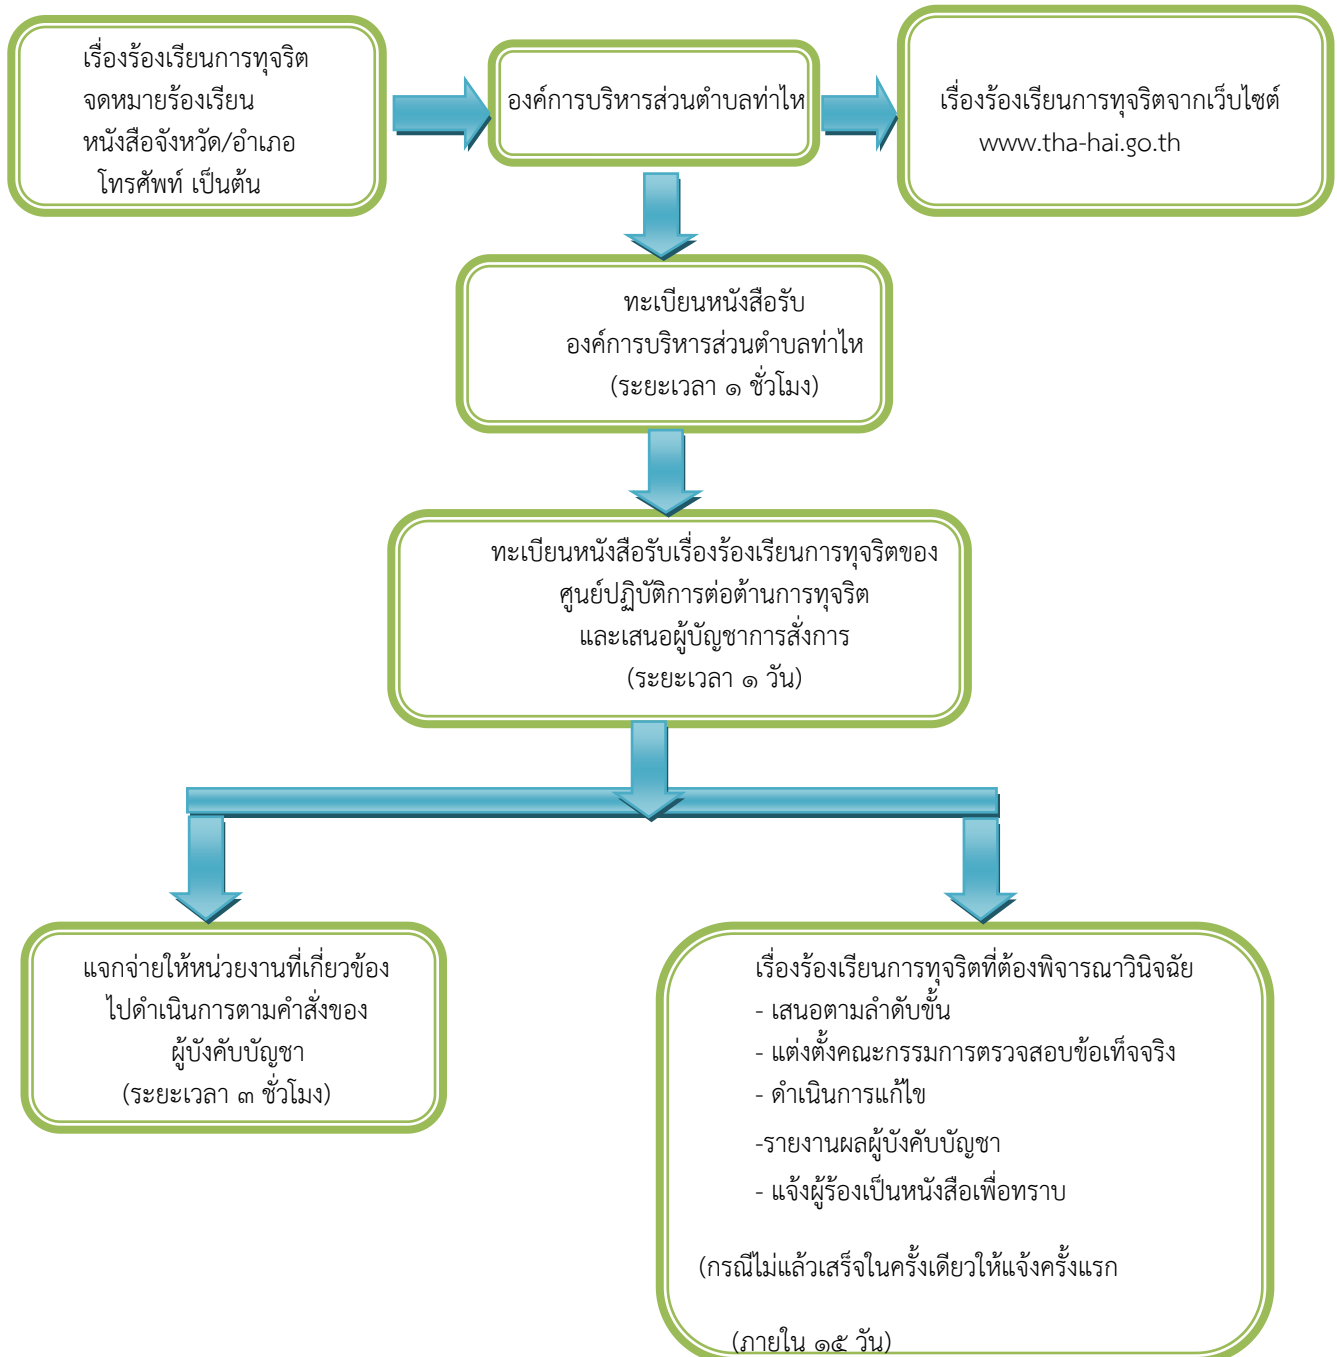 เรื่องร้องเรียนการทุจริต
จดหมายร้องเรียน
หนังสือจังหวัด/อำเภอ
โทรศัพท์ เป็นต้น
องค์การบริหารส่วนตำบลท่าไห
เรื่องร้องเรียนการทุจริตจากเว็บไซต์
www.tha-hai.go.th
ทะเบียนหนังสือรับ
องค์การบริหารส่วนตำบลท่าไห
(ระยะเวลา ๑ ชั่วโมง)
ทะเบียนหนังสือรับเรื่องร้องเรียนการทุจริตของ
ศูนย์ปฏิบัติการต่อต้านการทุจริต
และเสนอผู้บัญชาการสั่งการ
(ระยะเวลา ๑ วัน)
แจกจ่ายให้หน่วยงานที่เกี่ยวข้อง
ไปดำเนินการตามคำสั่งของ
ผู้บังคับบัญชา
(ระยะเวลา ๓ ชั่วโมง)
เรื่องร้องเรียนการทุจริตที่ต้องพิจารณาวินิจฉัย
- เสนอตามลำดับขั้น
- แต่งตั้งคณะกรรมการตรวจสอบข้อเท็จจริง
- ดำเนินการแก้ไข
-รายงานผลผู้บังคับบัญชา
- แจ้งผู้ร้องเป็นหนังสือเพื่อทราบ
(กรณีไม่แล้วเสร็จในครั้งเดียวให้แจ้งครั้งแรก
(ภายใน ๑๕ วัน)